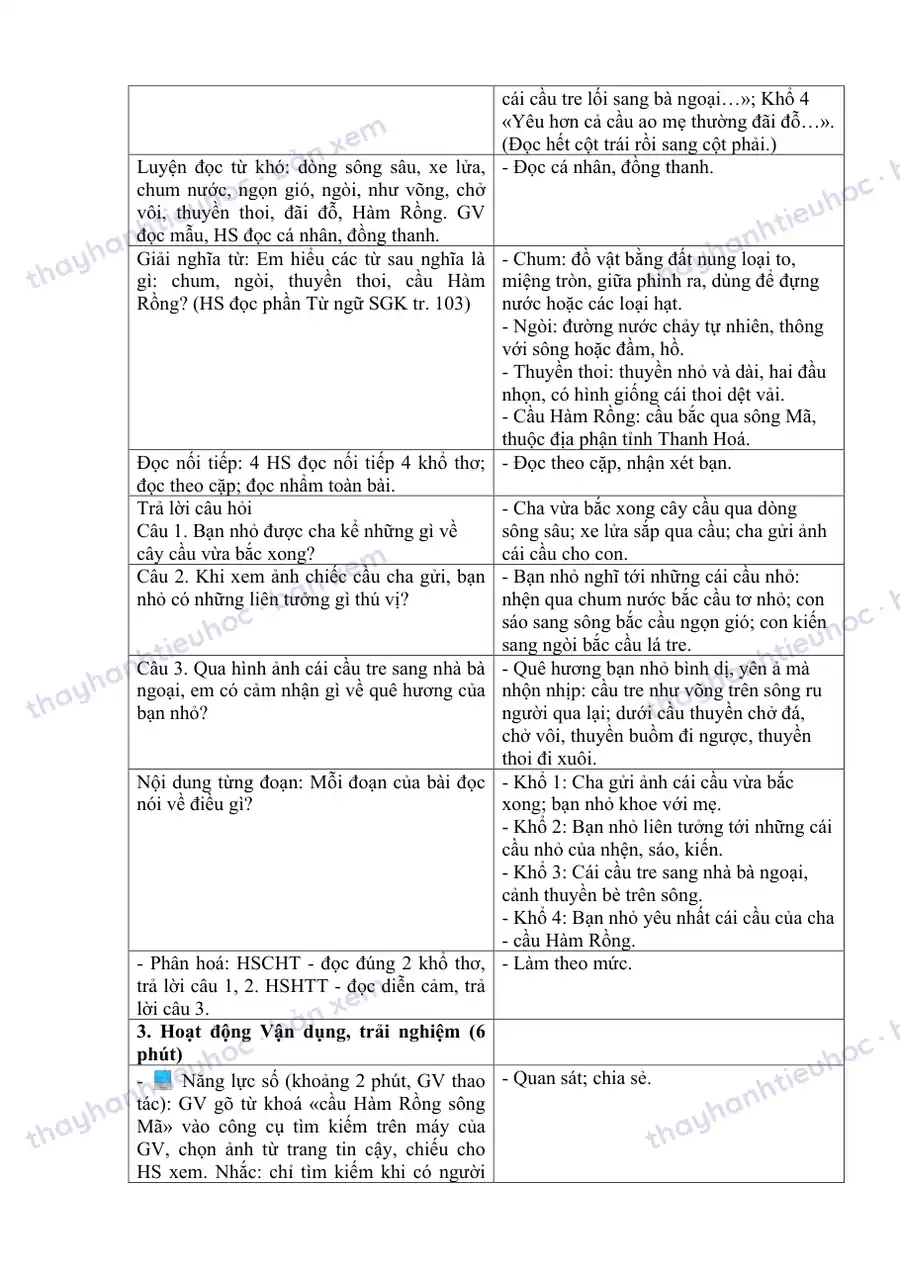 cái cầu tre lối sang bà ngoại…»; Khổ 4
«Yêu hơn cả cầu ao mẹ thường đãi đỗ…».
(Đọc hết cột trái rồi sang cột phải.)
Luyện đọc từ khó: dòng sông sâu, xe lửa,
chum nước, ngọn gió, ngòi, như võng, chở
vôi, thuyền thoi, đãi đỗ, Hàm Rồng. GV
đọc mẫu, HS đọc cá nhân, đồng thanh.
- Đọc cá nhân, đồng thanh.
Giải nghĩa từ: Em hiểu các từ sau nghĩa là
gì: chum, ngòi, thuyền thoi, cầu Hàm
Rồng? (HS đọc phần Từ ngữ SGK tr. 103)
- Chum: đồ vật bằng đất nung loại to,
miệng tròn, giữa phình ra, dùng để đựng
nước hoặc các loại hạt.
- Ngòi: đường nước chảy tự nhiên, thông
với sông hoặc đầm, hồ.
- Thuyền thoi: thuyền nhỏ và dài, hai đầu
nhọn, có hình giống cái thoi dệt vải.
- Cầu Hàm Rồng: cầu bắc qua sông Mã,
thuộc địa phận tỉnh Thanh Hoá.
Đọc nối tiếp: 4 HS đọc nối tiếp 4 khổ thơ;
đọc theo cặp; đọc nhẩm toàn bài.
- Đọc theo cặp, nhận xét bạn.
Trả lời câu hỏi
Câu 1. Bạn nhỏ được cha kể những gì về
cây cầu vừa bắc xong?
- Cha vừa bắc xong cây cầu qua dòng
sông sâu; xe lửa sắp qua cầu; cha gửi ảnh
cái cầu cho con.
Câu 2. Khi xem ảnh chiếc cầu cha gửi, bạn
nhỏ có những liên tưởng gì thú vị?
- Bạn nhỏ nghĩ tới những cái cầu nhỏ:
nhện qua chum nước bắc cầu tơ nhỏ; con
sáo sang sông bắc cầu ngọn gió; con kiến
sang ngòi bắc cầu lá tre.
Câu 3. Qua hình ảnh cái cầu tre sang nhà bà
ngoại, em có cảm nhận gì về quê hương của
bạn nhỏ?
- Quê hương bạn nhỏ bình dị, yên ả mà
nhộn nhịp: cầu tre như võng trên sông ru
người qua lại; dưới cầu thuyền chở đá,
chở vôi, thuyền buồm đi ngược, thuyền
thoi đi xuôi.
Nội dung từng đoạn: Mỗi đoạn của bài đọc
nói về điều gì?
- Khổ 1: Cha gửi ảnh cái cầu vừa bắc
xong; bạn nhỏ khoe với mẹ.
- Khổ 2: Bạn nhỏ liên tưởng tới những cái
cầu nhỏ của nhện, sáo, kiến.
- Khổ 3: Cái cầu tre sang nhà bà ngoại,
cảnh thuyền bè trên sông.
- Khổ 4: Bạn nhỏ yêu nhất cái cầu của cha
- cầu Hàm Rồng.
- Phân hoá: HSCHT - đọc đúng 2 khổ thơ,
trả lời câu 1, 2. HSHTT - đọc diễn cảm, trả
lời câu 3.
- Làm theo mức.
3. Hoạt động Vận dụng, trải nghiệm (6
phút)
- Năng lực số (khoảng 2 phút, GV thao
tác): GV gõ từ khoá «cầu Hàm Rồng sông
Mã» vào công cụ tìm kiếm trên máy của
GV, chọn ảnh từ trang tin cậy, chiếu cho
HS xem. Nhắc: chỉ tìm kiếm khi có người
- Quan sát; chia sẻ.
thayhanhtieuhoc · bản xem
thayhanhtieuhoc · b
thayhanhtieuhoc · bản xem
thayhanhtieuhoc · b
thayhanhtieuhoc · bản xem
thayhanhtieuhoc · b